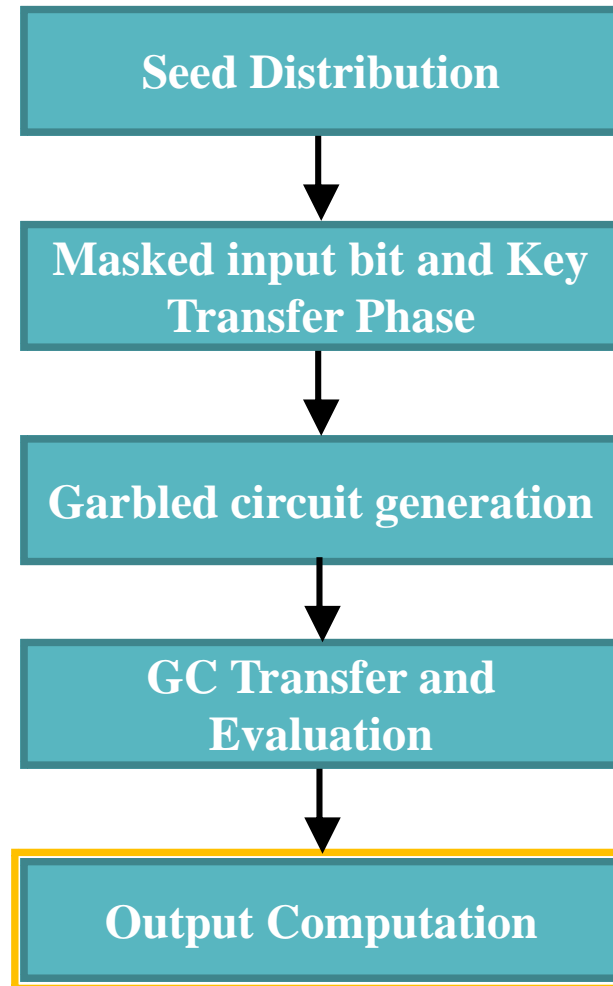 Seed Distribution
Masked input bit and Key
Transfer Phase
Garbled circuit generation
GC Transfer and
Evaluation
Output Computation